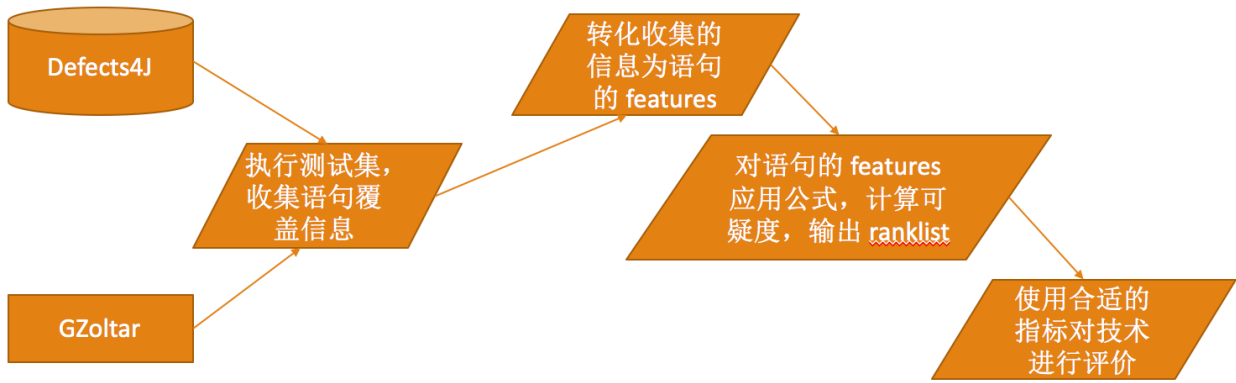 Defects4J
执行测试集，
收集语句覆
盖信息
GZoltar
转化收集的
信息为语句
的 features
对语句的 features
应用公式，计算可
疑度，输出 ranklist
使用合适的
指标对技术
进行评价